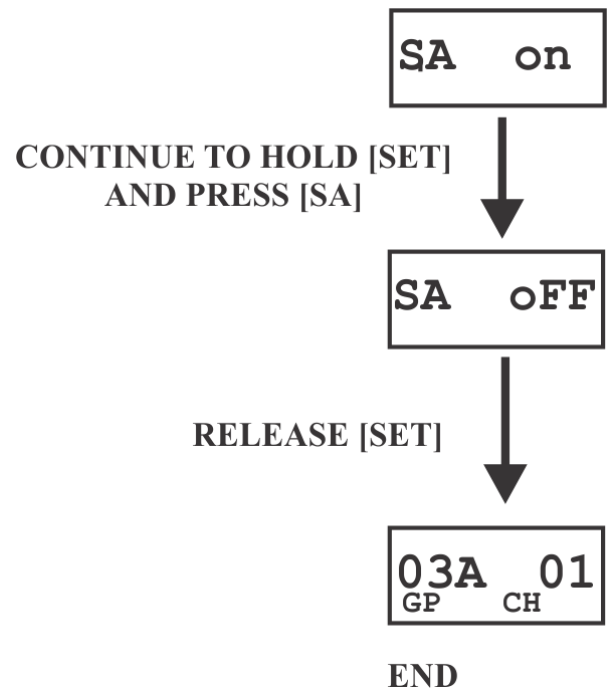 SA on
CONTINUE TO HOLD [SET]
AND PRESS [SA]
SA oFF
RELEASE [SET]
03A 01
GP CH
END